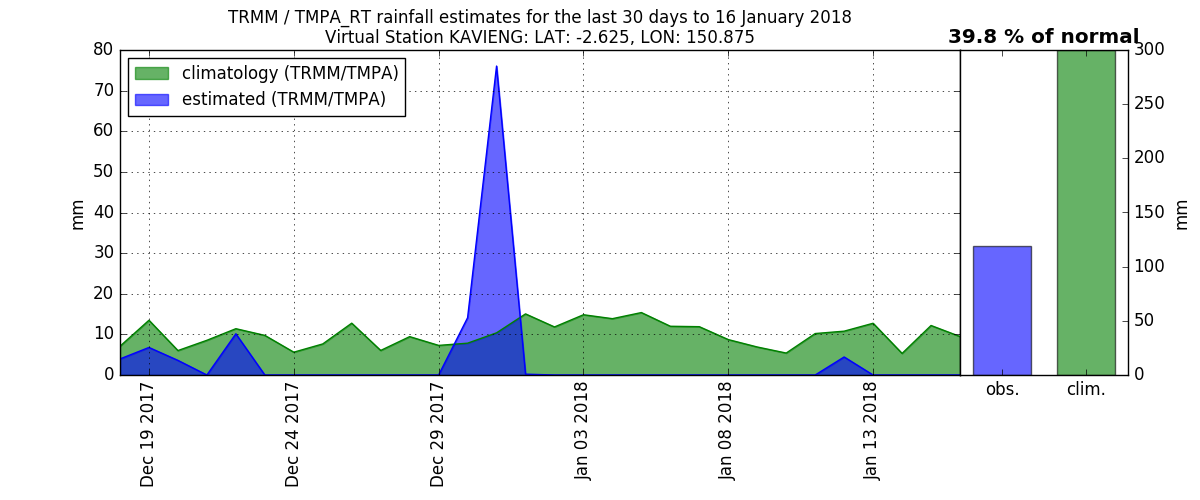 TRMM / TMPA_RT rainfall estimates for the last 30 days to 16 January 2018
Virtual Station KAVIENG: LAT: -2.625, LON: 150.875
39.8 % of normal
climatology (TRMM/TMPA)
estimated (TRMM/TMPA)
80
70
60
50
40
30
20
10
0
mm
Dec 19 2017
Dec 24 2017
Dec 29 2017
Jan 03 2018
Jan 08 2018
Jan 13 2018
obs.
clim.
300
250
200
150
100
50
0
mm